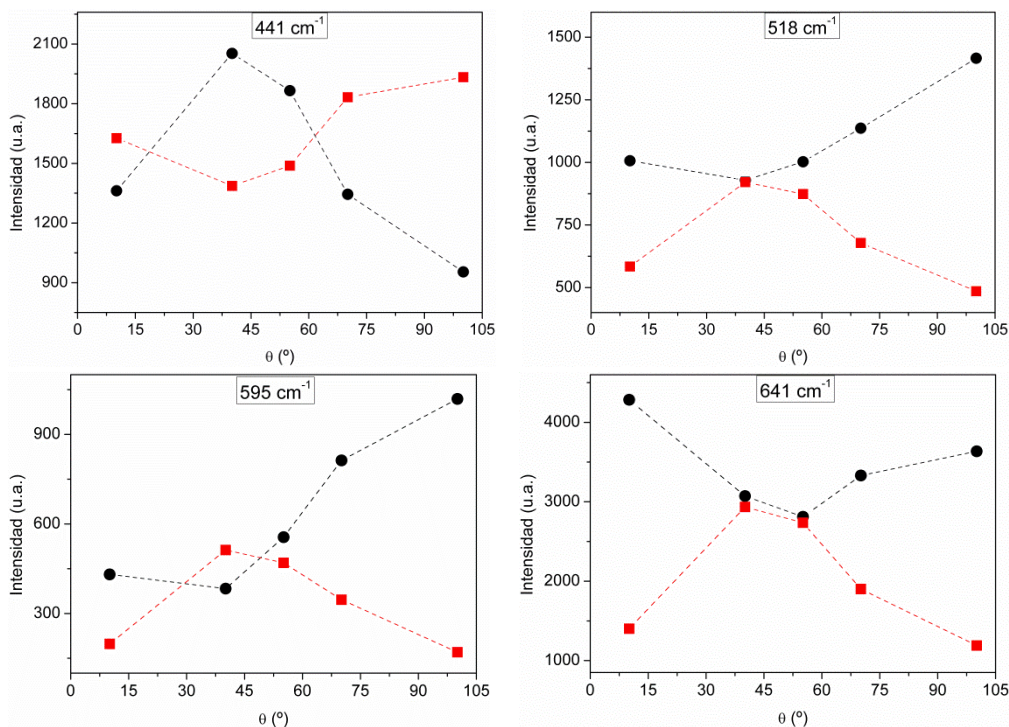 441 cm⁻¹
Intensidad (u.a.)
2100
1800
1500
1200
900
0 15 30 45 60 75 90 105
θ (º)
518 cm⁻¹
Intensidad (u.a.)
1500
1250
1000
750
500
0 15 30 45 60 75 90 105
θ (º)
595 cm⁻¹
Intensidad (u.a.)
900
600
300
0 15 30 45 60 75 90 105
θ (º)
641 cm⁻¹
Intensidad (u.a.)
4000
3000
2000
1000
0 15 30 45 60 75 90 105
θ (º)